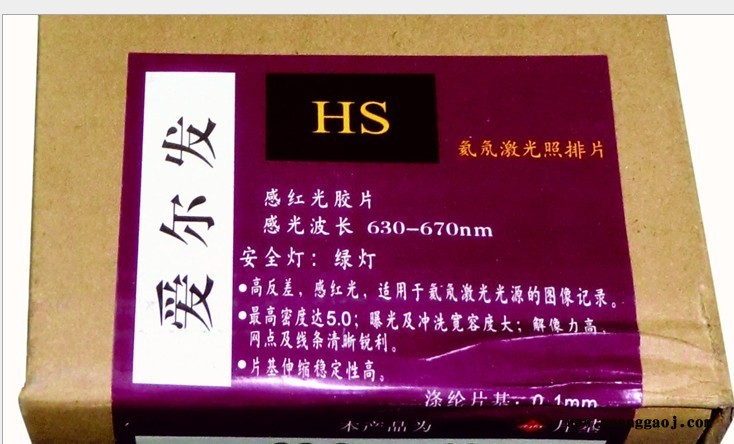 爱尔发
HS
氦氖激光照排片
感红光胶片
感光波长 630-670nm
安全灯：绿灯
●高反差，感红光，适用于氦氖激光光源的图像记录。
●最高密度达5.0；曝光及冲洗宽容度大；解像力高，
网点及线条清晰锐利。
●片基伸缩稳定性高。
涤纶片基：0.1mm
本产品为
片基
ggaoj.com